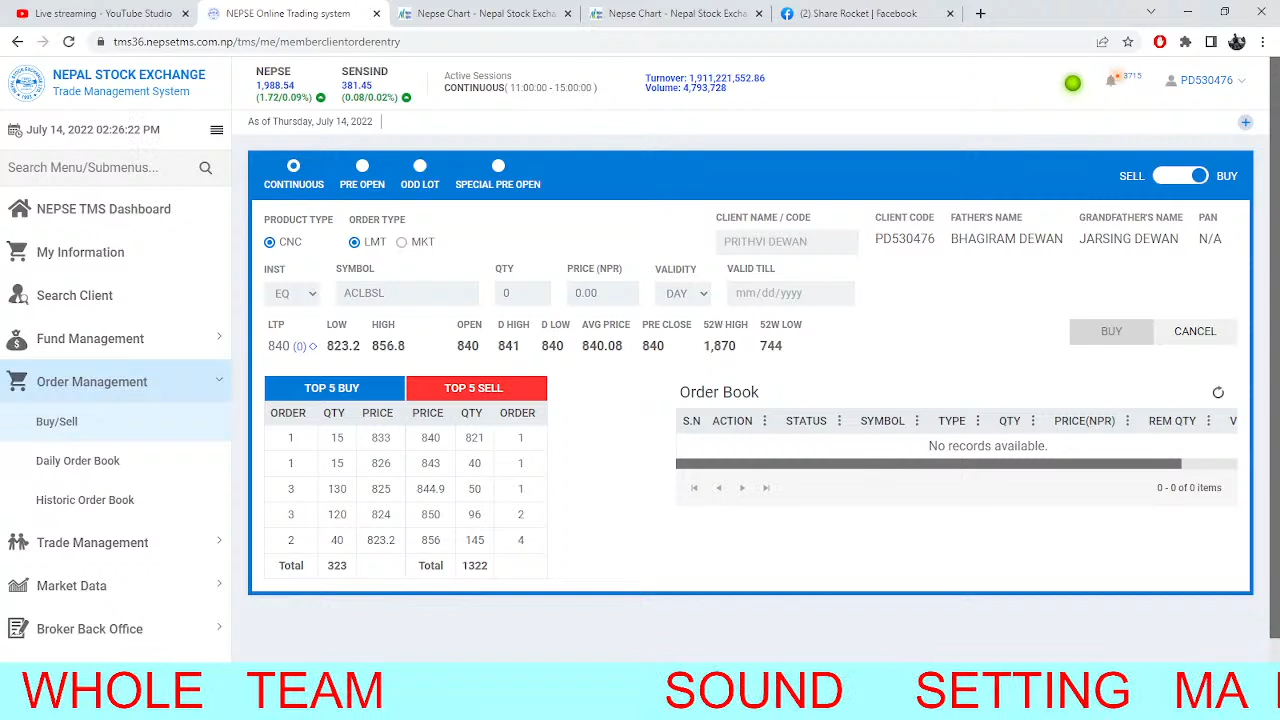 Live streaming - YouTube Studio
NEPSE Online Trading system
Nepse Chart - Nepal Stock Excha
Nepse Chart - Nepal Stock Excha
(2) Share Rocket | Facebook
tms36.nepsetms.com.np/tms/me/memberclientorderentry
NEPAL STOCK EXCHANGE
Trade Management System
NEPSE
1,988.54
(1.72/0.09%)
SENSIND
381.45
(0.08/0.02%)
Active Sessions
CONTINUOUS( 11:00:00 - 15:00:00 )
Turnover: 1,911,221,552.86
Volume: 4,793,728
3715
PD530476
July 14, 2022 02:26:22 PM
As of Thursday, July 14, 2022
Search Menu/Submenus...
NEPSE TMS Dashboard
My Information
Search Client
Fund Management
Order Management
Buy/Sell
Daily Order Book
Historic Order Book
Trade Management
Market Data
Broker Back Office
CONTINUOUS PRE OPEN ODD LOT SPECIAL PRE OPEN
SELL BUY
PRODUCT TYPE ORDER TYPE
CNC LMT MKT
CLIENT NAME / CODE CLIENT CODE FATHER'S NAME GRANDFATHER'S NAME PAN
PRITHVI DEWAN PD530476 BHAGIRAM DEWAN JARSING DEWAN N/A
INST SYMBOL QTY PRICE (NPR) VALIDITY VALID TILL
EQ ACLBSL 0 0.00 DAY mm/dd/yyyy
LTP LOW HIGH OPEN D HIGH D LOW AVG PRICE PRE CLOSE 52W HIGH 52W LOW
840 (0) 823.2 856.8 840 841 840 840.08 840 1,870 744
BUY CANCEL
TOP 5 BUY TOP 5 SELL
ORDER QTY PRICE PRICE QTY ORDER
1 15 833 840 821 1
1 15 826 843 40 1
3 130 825 844.9 50 1
3 120 824 850 96 2
2 40 823.2 856 145 4
Total 323 Total 1322
Order Book
S.N ACTION STATUS SYMBOL TYPE QTY PRICE(NPR) REM QTY V
No records available.
0 - 0 of 0 items
WHOLE TEAM SOUND SETTING MA